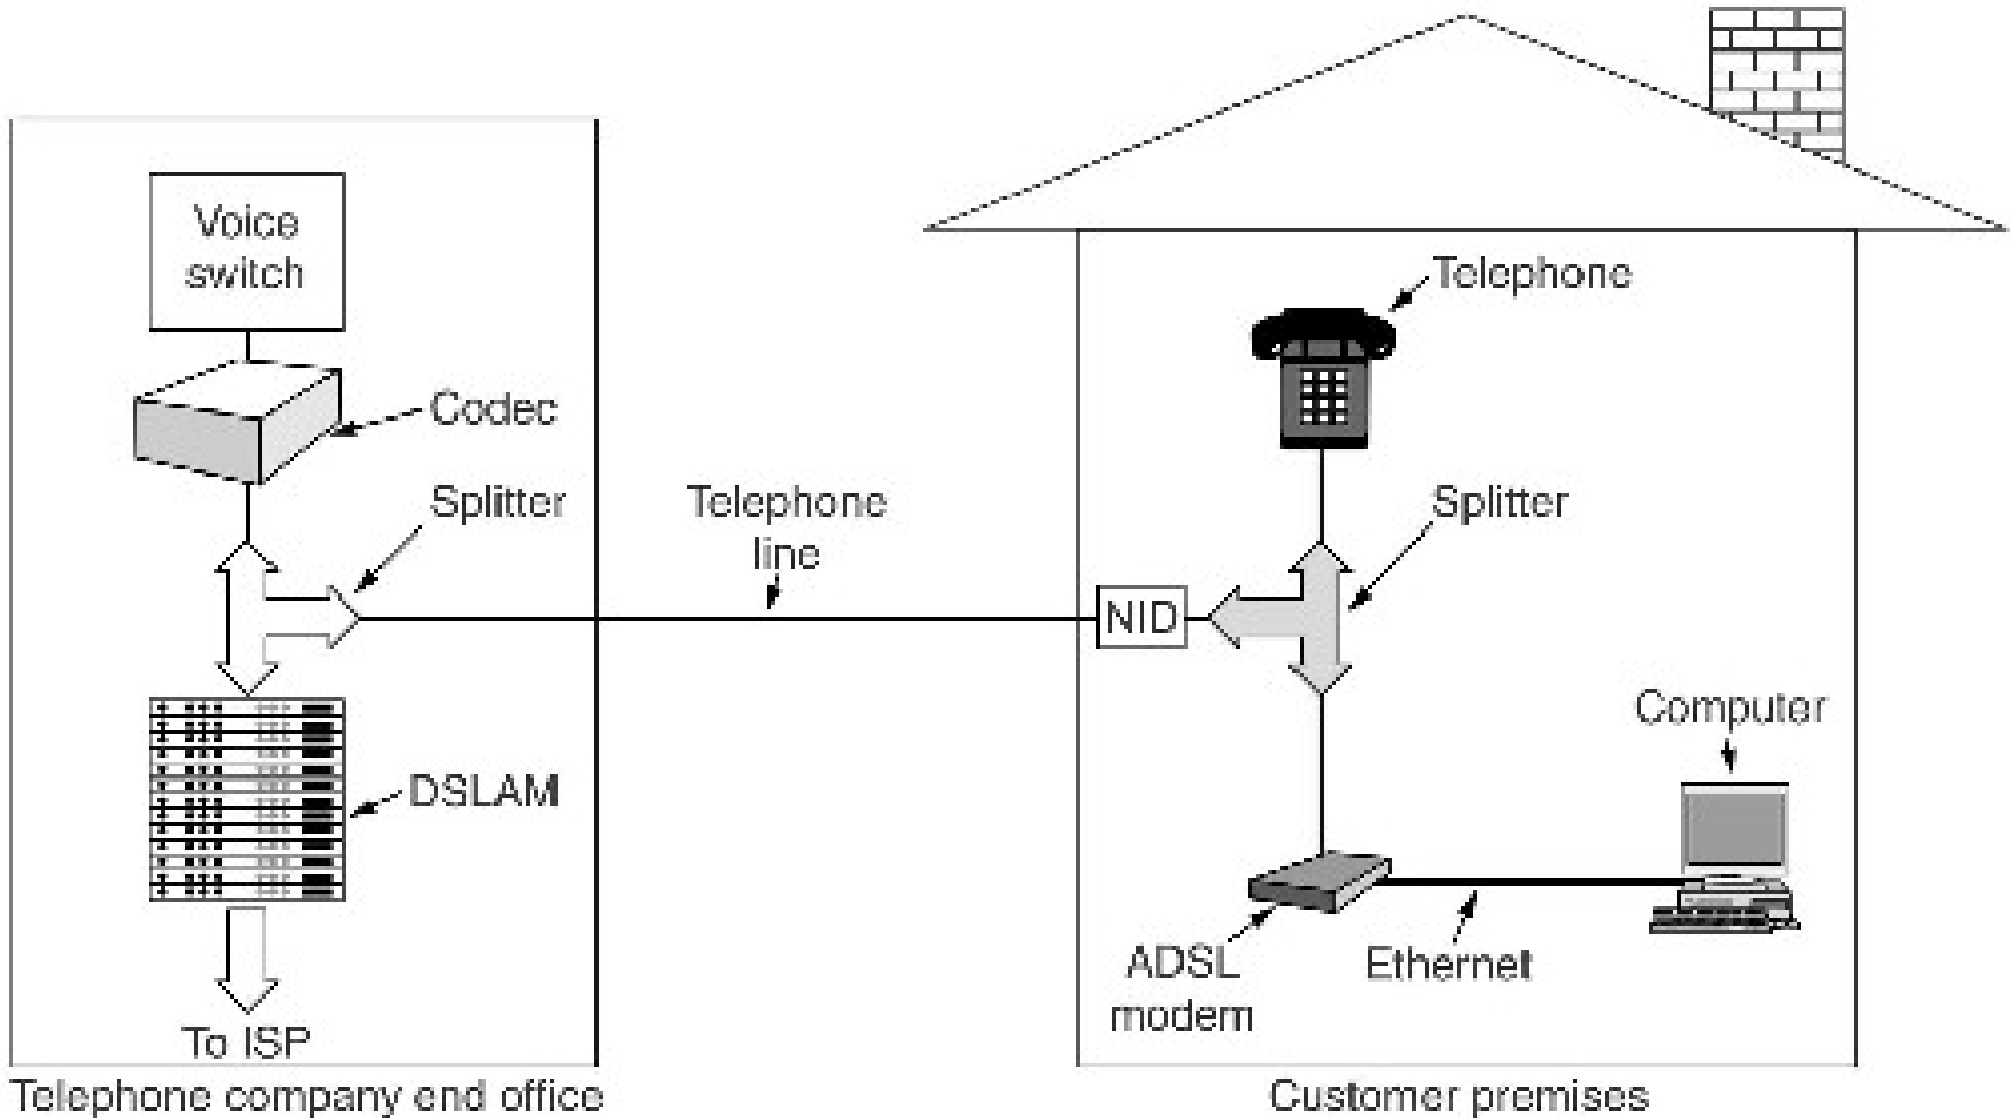 Voice
switch
Codec
Splitter
DSLAM
To ISP
Telephone company end office
Telephone
line
Telephone
Splitter
NID
Computer
ADSL
modem
Ethernet
Customer premises